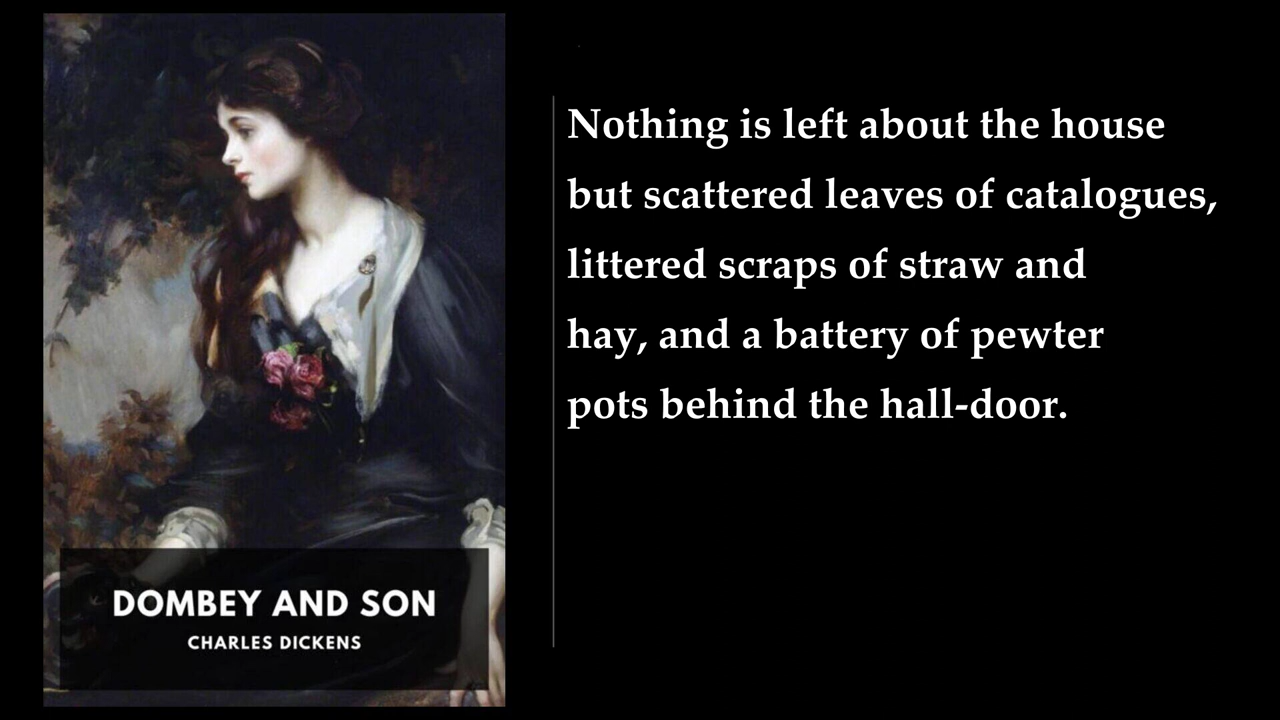 Nothing is left about the house
but scattered leaves of catalogues,
littered scraps of straw and
hay, and a battery of pewter
pots behind the hall-door.
DOMBEY AND SON
CHARLES DICKENS